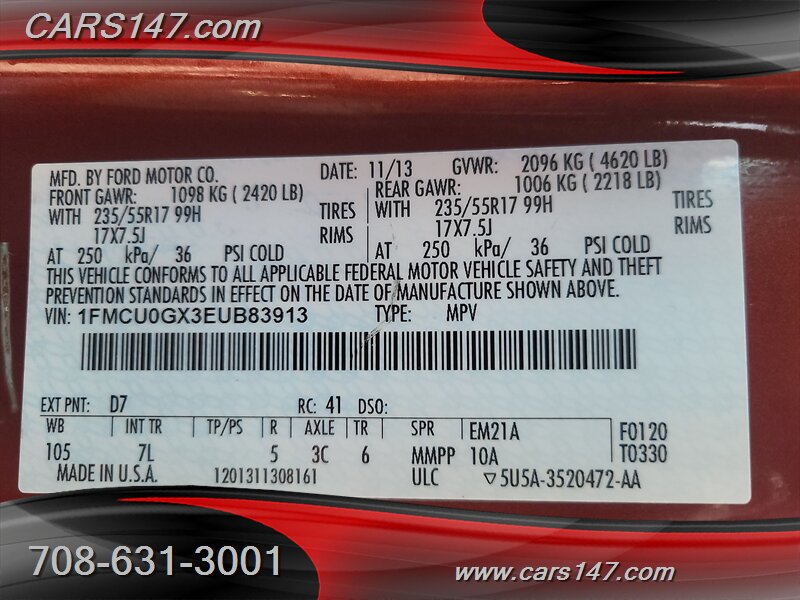 CARS147.com
MFD. BY FORD MOTOR CO. DATE: 11/13 GVWR: 2096 KG ( 4620 LB)
FRONT GAWR: 1098 KG ( 2420 LB) REAR GAWR: 1006 KG ( 2218 LB)
WITH 235/55R17 99H TIRES WITH 235/55R17 99H TIRES
17X7.5J RIMS 17X7.5J RIMS
AT 250 kPa/ 36 PSI COLD AT 250 kPa/ 36 PSI COLD
THIS VEHICLE CONFORMS TO ALL APPLICABLE FEDERAL MOTOR VEHICLE SAFETY AND THEFT
PREVENTION STANDARDS IN EFFECT ON THE DATE OF MANUFACTURE SHOWN ABOVE.
VIN: 1FMCU0GX3EUB83913 TYPE: MPV
EXT PNT: D7 RC: 41 DSO:
WB INT TR TP/PS R AXLE TR SPR EM21A F0120
105 7L 5 3C 6 MMPP 10A T0330
MADE IN U.S.A. 1201311308161 ULC ▽5U5A-3520472-AA
708-631-3001
www.cars147.com